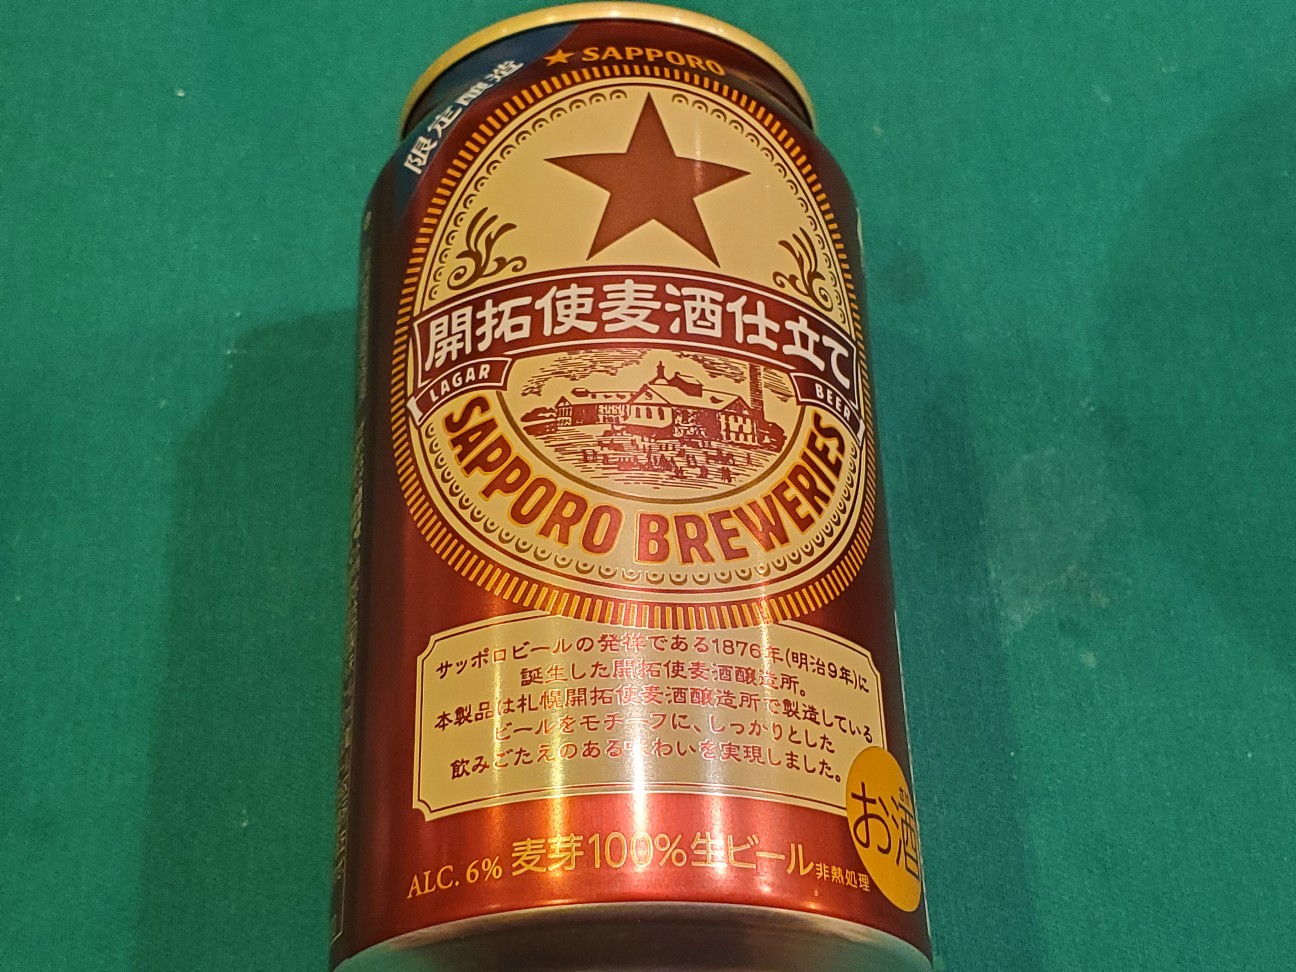 限定醸造
★SAPPORO
開拓使麦酒仕立て
LAGAR BEER
SAPPORO BREWERIES
サッポロビールの発祥である1876年(明治9年)に
誕生した開拓使麦酒醸造所。
本製品は札幌開拓使麦酒醸造所で製造している
ビールをモチーフに、しっかりとした
飲みごたえのある味わいを実現しました。
お酒
ALC. 6% 麦芽100%生ビール 非熱処理